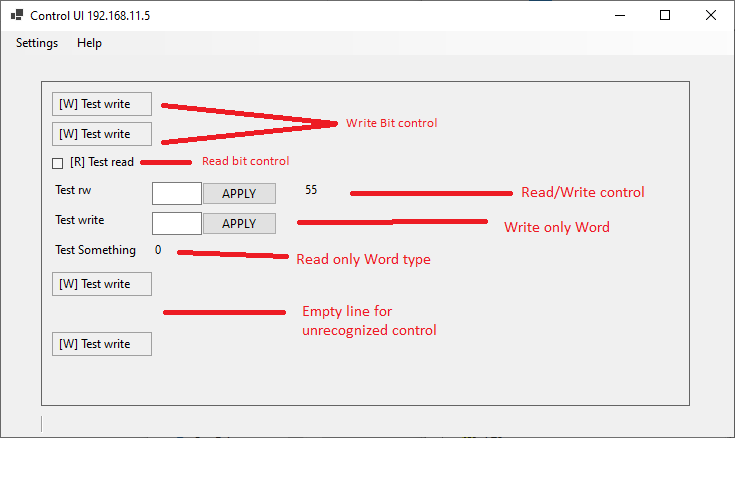 Control UI 192.168.11.5
Settings Help
[W] Test write
Write Bit control
[W] Test write
[R] Test read Read bit control
Test rw APPLY 55 Read/Write control
Test write APPLY Write only Word
Test Something 0 Read only Word type
[W] Test write
Empty line for
unrecognized control
[W] Test write